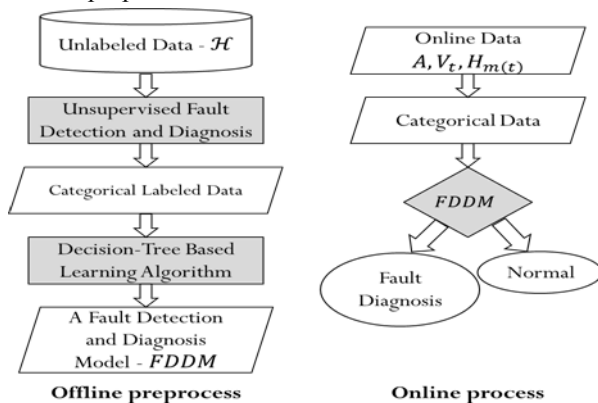 Unlabeled Data - ℋ
Unsupervised Fault
Detection and Diagnosis
Categorical Labeled Data
Decision-Tree Based
Learning Algorithm
A Fault Detection
and Diagnosis
Model - FDDM
Offline preprocess
Online Data
A, V_t, H_{m(t)}
Categorical Data
FDDM
Fault
Diagnosis
Normal
Online process